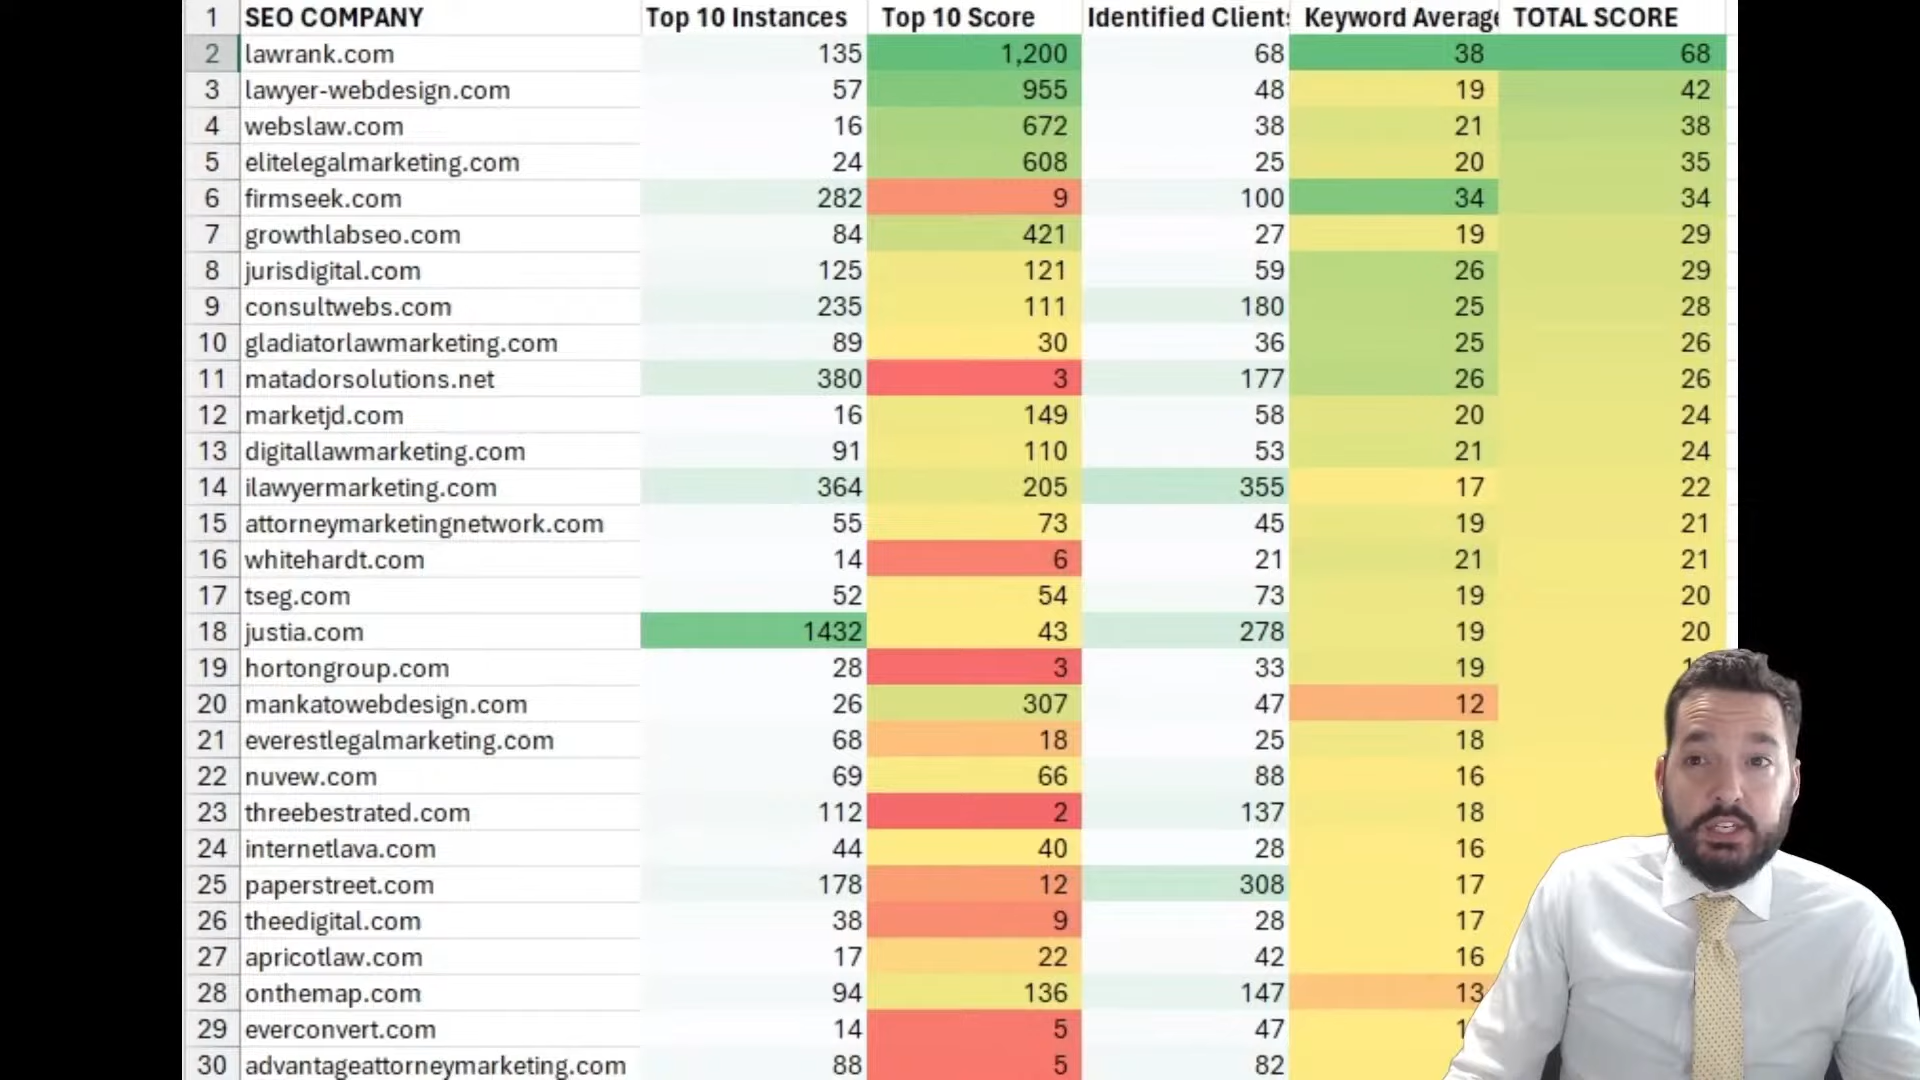 1 SEO COMPANY Top 10 Instances Top 10 Score Identified Clients Keyword Average TOTAL SCORE
2 lawrank.com 135 1,200 68 38 68
3 lawyer-webdesign.com 57 955 48 19 42
4 webslaw.com 16 672 38 21 38
5 elitelegalmarketing.com 24 608 25 20 35
6 firmseek.com 282 9 100 34 34
7 growthlabseo.com 84 421 27 19 29
8 jurisdigital.com 125 121 59 26 29
9 consultwebs.com 235 111 180 25 28
10 gladiatorlawmarketing.com 89 30 36 25 26
11 matadorsolutions.net 380 3 177 26 26
12 marketjd.com 16 149 58 20 24
13 digitallawmarketing.com 91 110 53 21 24
14 ilawyermarketing.com 364 205 355 17 22
15 attorneymarketingnetwork.com 55 73 45 19 21
16 whitehardt.com 14 6 21 21 21
17 tseg.com 52 54 73 19 20
18 justia.com 1432 43 278 19 20
19 hortongroup.com 28 3 33 19
20 mankatowebdesign.com 26 307 47 12
21 everestlegalmarketing.com 68 18 25 18
22 nuvew.com 69 66 88 16
23 threebestrated.com 112 2 137 18
24 internetlava.com 44 40 28 16
25 paperstreet.com 178 12 308 17
26 theedigital.com 38 9 28 17
27 apricotlaw.com 17 22 42 16
28 onthemap.com 94 136 147 13
29 everconvert.com 14 5 47
30 advantageattorneymarketing.com 88 5 82